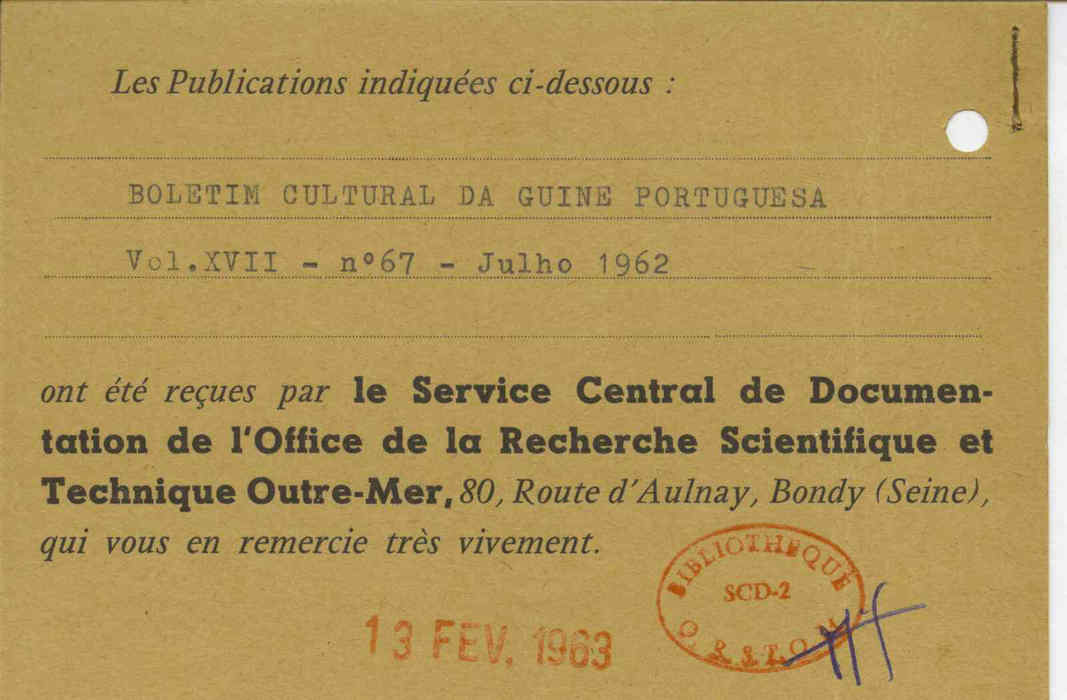 Les Publications indiquées ci-dessous :
BOLETIM CULTURAL DA GUINE PORTUGUESA
Vol.XVII - nº67 - Julho 1962
ont été reçues par le Service Central de Documen-
tation de l'Office de la Recherche Scientifique et
Technique Outre-Mer, 80, Route d'Aulnay, Bondy (Seine),
qui vous en remercie très vivement.
BIBLIOTHEQUE
SCD-2
O.R.S.T.O.M
13 FEV. 1963